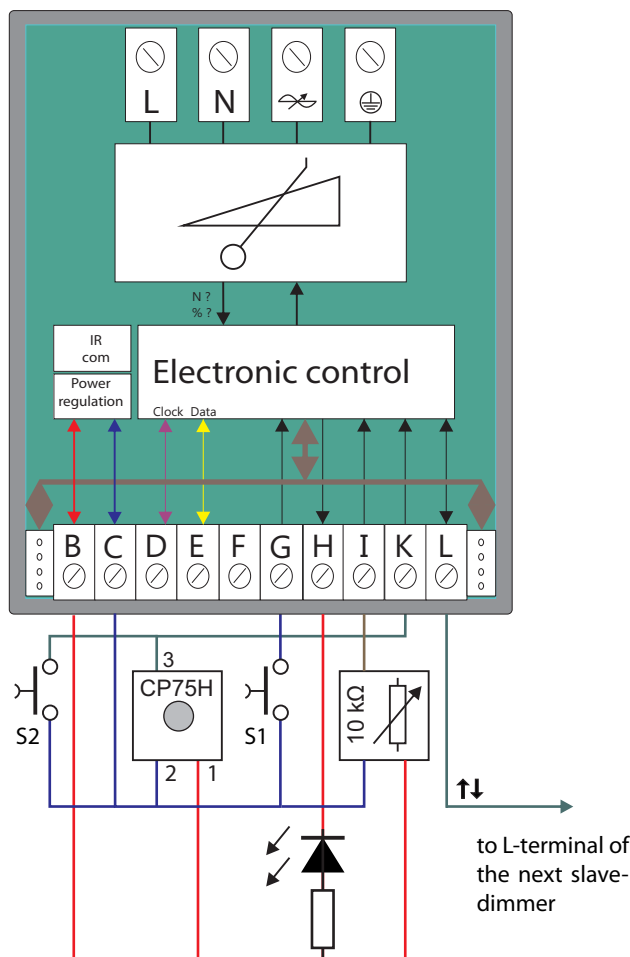 L N
N ?
% ?
IR
com
Power
regulation
Electronic control
Clock Data
B C D E F G H I K L
3
CP75H
S2
2 1
S1
10 kΩ
to L-terminal of
the next slave-
dimmer